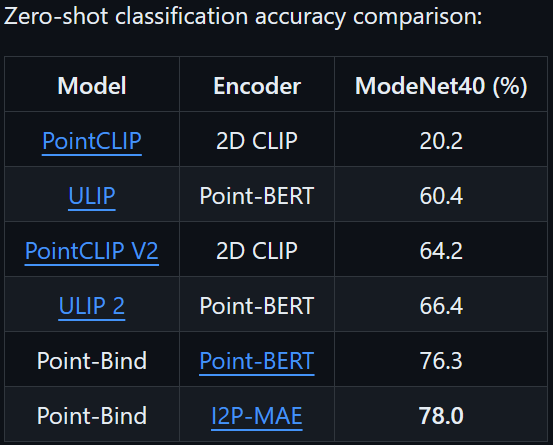 Zero-shot classification accuracy comparison:
Model Encoder ModeNet40 (%)
PointCLIP 2D CLIP 20.2
ULIP Point-BERT 60.4
PointCLIP V2 2D CLIP 64.2
ULIP 2 Point-BERT 66.4
Point-Bind Point-BERT 76.3
Point-Bind I2P-MAE 78.0